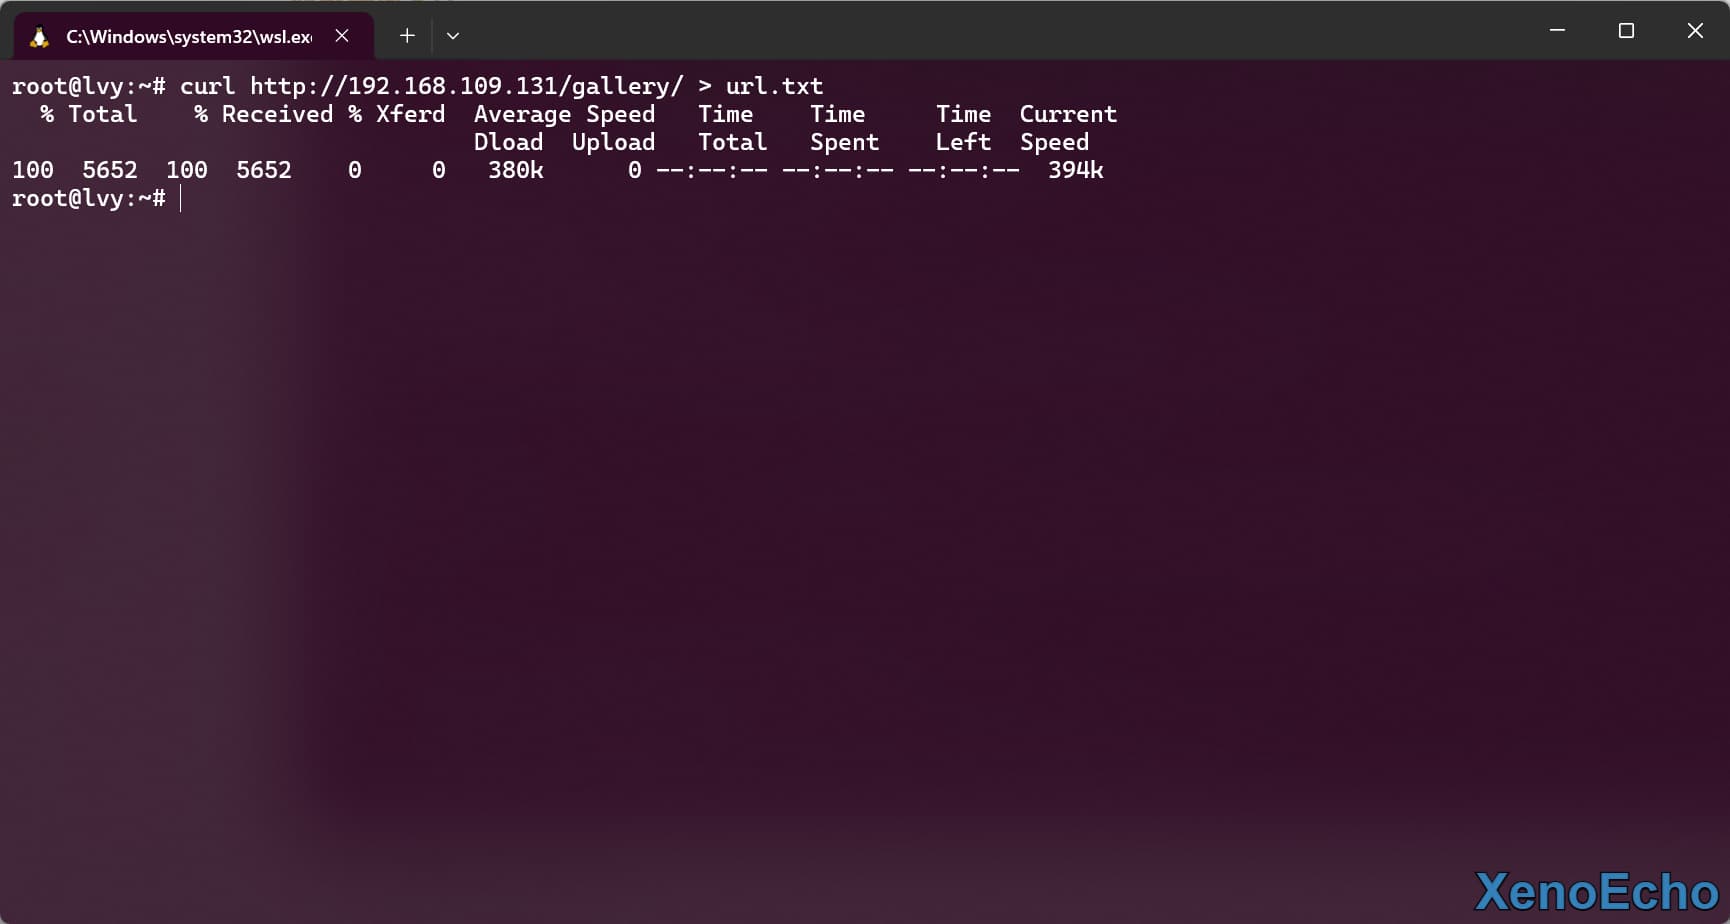 C:\Windows\system32\wsl.ex
root@lvy:~# curl http://192.168.109.131/gallery/ > url.txt
  % Total    % Received % Xferd  Average Speed   Time    Time     Time  Current
                                 Dload  Upload   Total   Spent    Left  Speed
100  5652  100  5652    0     0   380k      0 --:--:-- --:--:-- --:--:--  394k
root@lvy:~#
XenoEcho